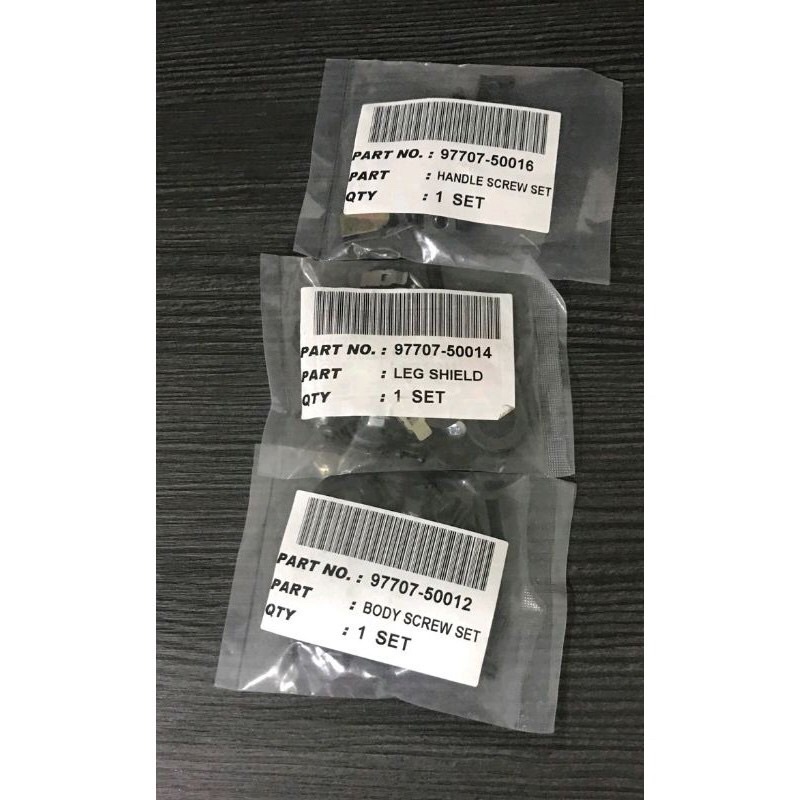 PART NO. : 97707-50016
PART : HANDLE SCREW SET
QTY : 1 SET
PART NO. : 97707-50014
PART : LEG SHIELD
QTY : 1 SET
PART NO. : 97707-50012
PART : BODY SCREW SET
QTY : 1 SET